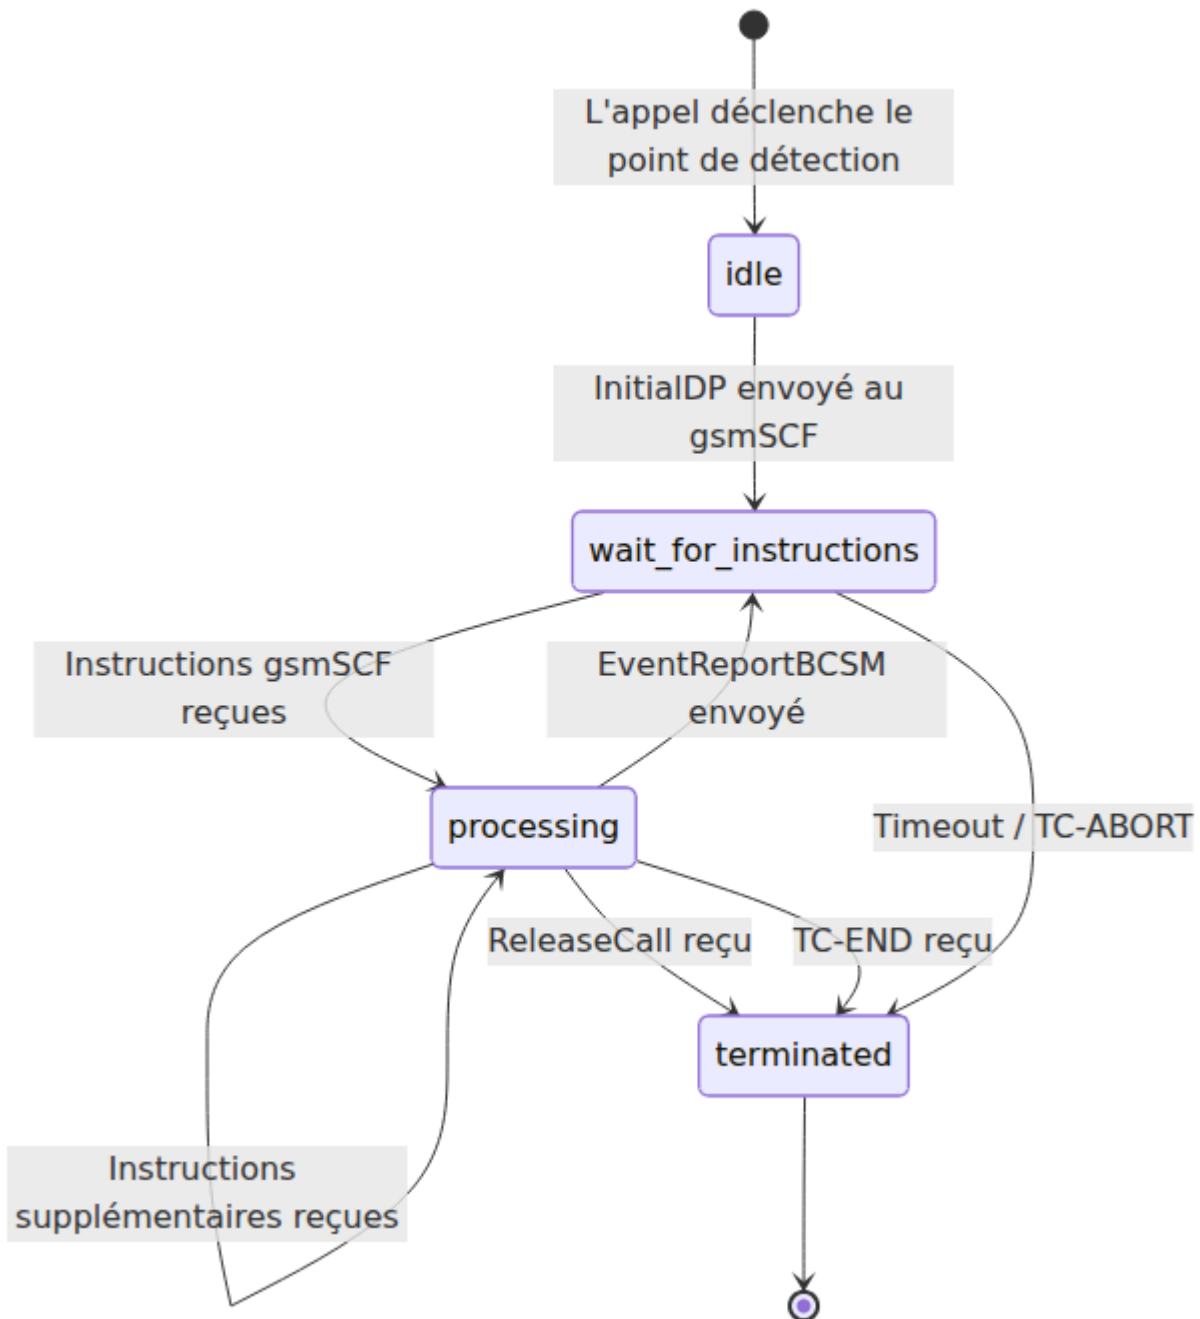 L'appel déclenche le
point de détection
idle
InitialDP envoyé au
gsmSCF
wait_for_instructions
Instructions gsmSCF
reçues
EventReportBCSM
envoyé
processing
Timeout / TC-ABORT
ReleaseCall reçu
TC-END reçu
terminated
Instructions
supplémentaires reçues